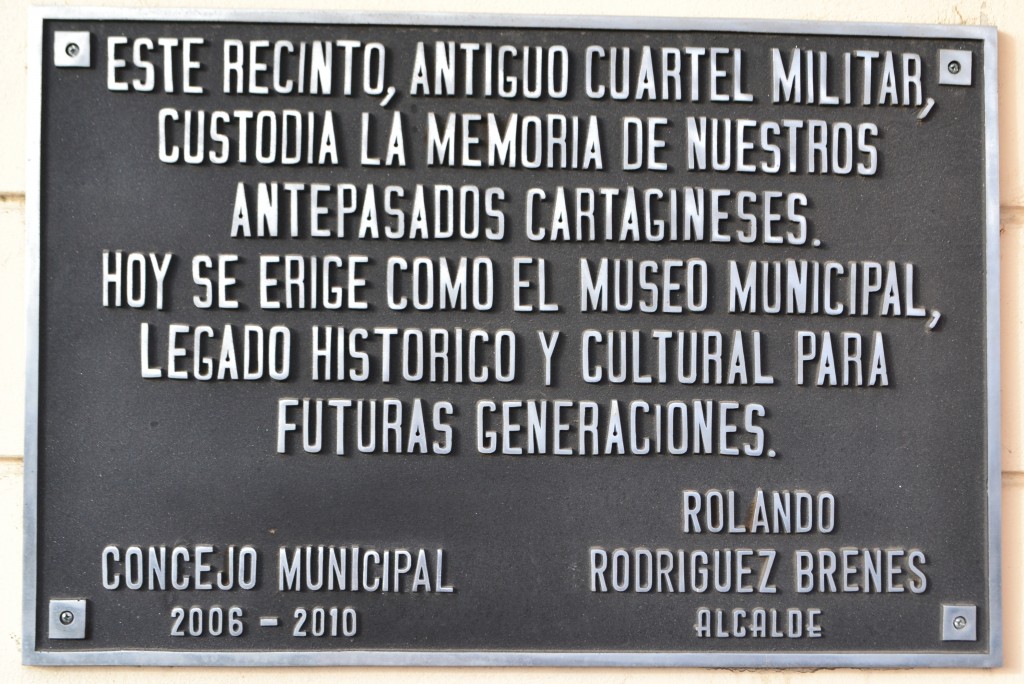 ESTE RECINTO, ANTIGUO CUARTEL MILITAR,
CUSTODIA LA MEMORIA DE NUESTROS
ANTEPASADOS CARTAGINESES.
HOY SE ERIGE COMO EL MUSEO MUNICIPAL,
LEGADO HISTORICO Y CULTURAL PARA
FUTURAS GENERACIONES.
CONCEJO MUNICIPAL
2006 - 2010
ROLANDO
RODRIGUEZ BRENES
ALCALDE